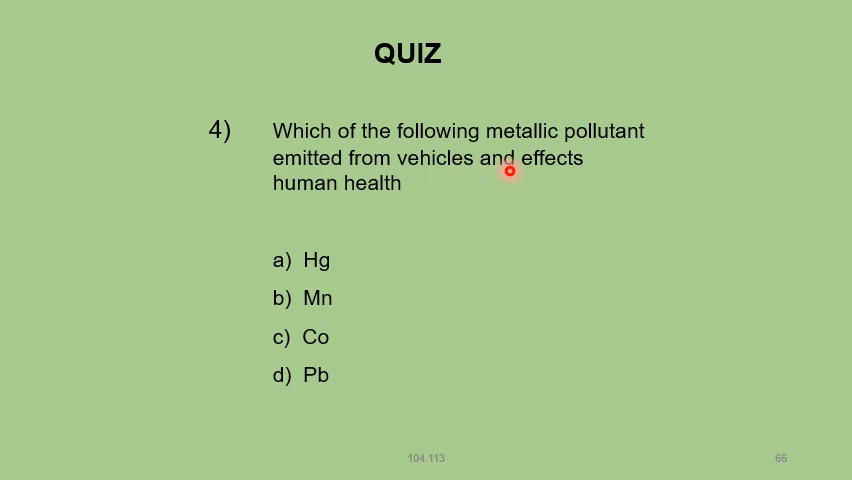 QUIZ
4) Which of the following metallic pollutant
emitted from vehicles and effects
human health
a) Hg
b) Mn
c) Co
d) Pb
104.113
66